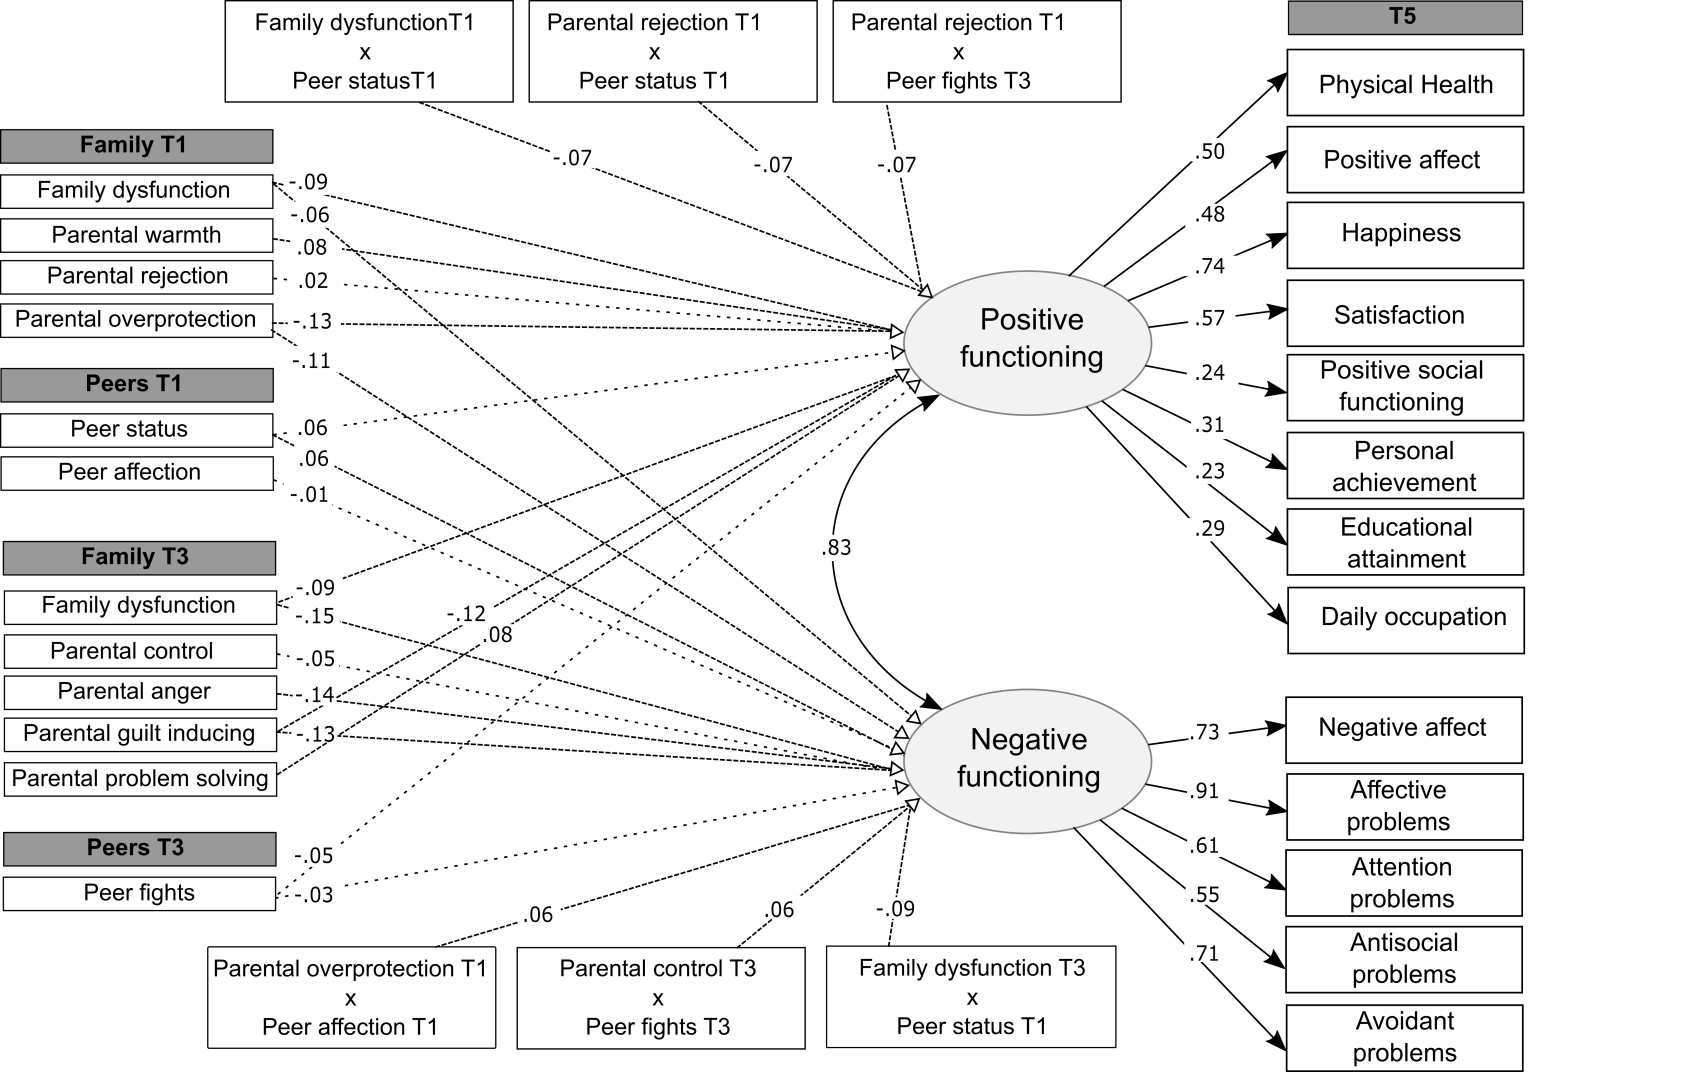 Family dysfunctionT1
x
Peer statusT1
Parental rejection T1
x
Peer status T1
Parental rejection T1
x
Peer fights T3
-.07
-.07
-.07
Family T1
Family dysfunction
Parental warmth
Parental rejection
Parental overprotection
-.09
-.06
.08
.02
-.13
-.11
Peers T1
Peer status
Peer affection
.06
.06
-.01
Family T3
Family dysfunction
Parental control
Parental anger
Parental guilt inducing
Parental problem solving
-.09
-.15
-.05
-.14
-.13
-.12
.08
Peers T3
Peer fights
-.05
-.03
Positive
functioning
.83
Negative
functioning
.06
.06
-.09
Parental overprotection T1
x
Peer affection T1
Parental control T3
x
Peer fights T3
Family dysfunction T3
x
Peer status T1
T5
.50
Physical Health
.48
Positive affect
.74
Happiness
.57
Satisfaction
.24
Positive social
functioning
.31
Personal
achievement
.23
Educational
attainment
.29
Daily occupation
.73
Negative affect
.91
Affective
problems
.61
Attention
problems
.55
Antisocial
problems
.71
Avoidant
problems